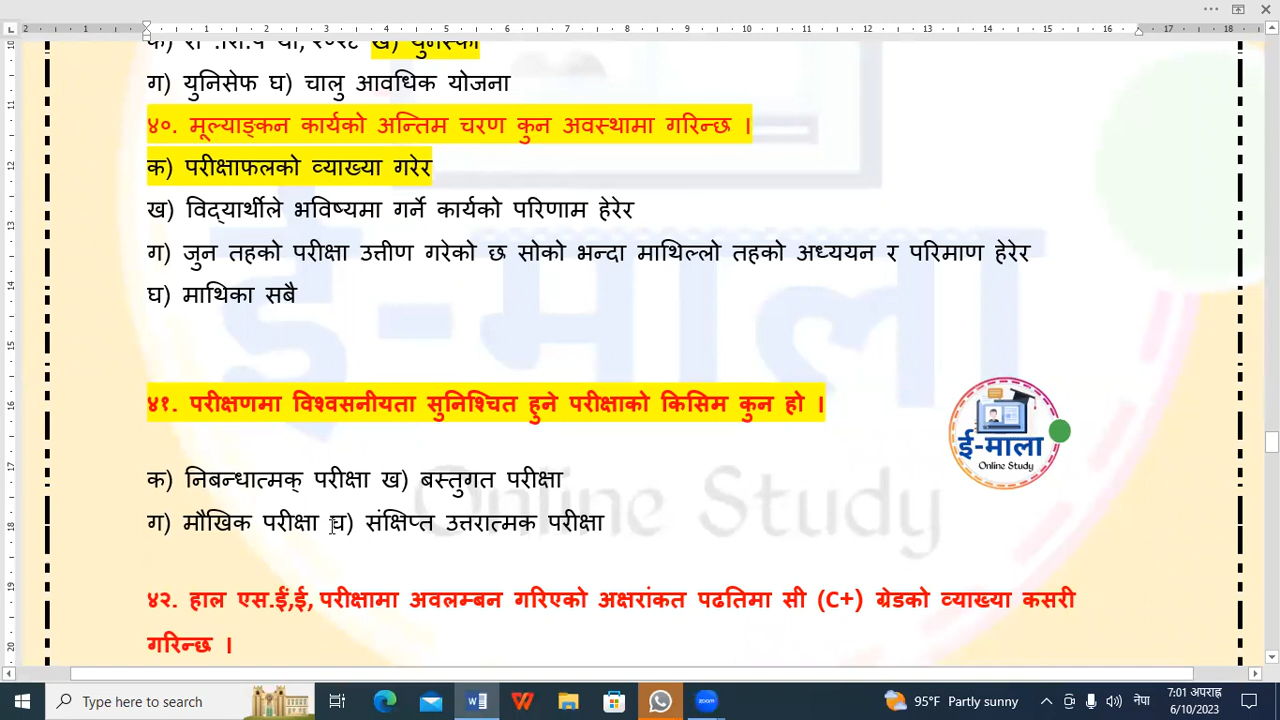 ग) युनिसेफ घ) चालु आवधिक योजना
४०. मूल्याङ्कन कार्यको अन्तिम चरण कुन अवस्थामा गरिन्छ ।
क) परीक्षाफलको व्याख्या गरेर
ख) विद्यार्थीले भविष्यमा गर्ने कार्यको परिणाम हेरेर
ग) जुन तहको परीक्षा उत्तीण गरेको छ सोको भन्दा माथिल्लो तहको अध्ययन र परिमाण हेरेर
घ) माथिका सबै
४१. परीक्षणमा विश्वसनीयता सुनिश्चित हुने परीक्षाको किसिम कुन हो ।
ई-माला
Online Study
क) निबन्धात्मक् परीक्षा ख) बस्तुगत परीक्षा
ग) मौखिक परीक्षा घ) संक्षिप्त उत्तरात्मक परीक्षा
ई-माला
Online Study
४२. हाल एस.ईं,ई, परीक्षामा अवलम्बन गरिएको अक्षरांकत पढतिमा सी (C+) ग्रेडको व्याख्या कसरी
गरिन्छ ।
Type here to search
95°F Partly sunny
नेपा
7:01 अपराह्न
6/10/2023